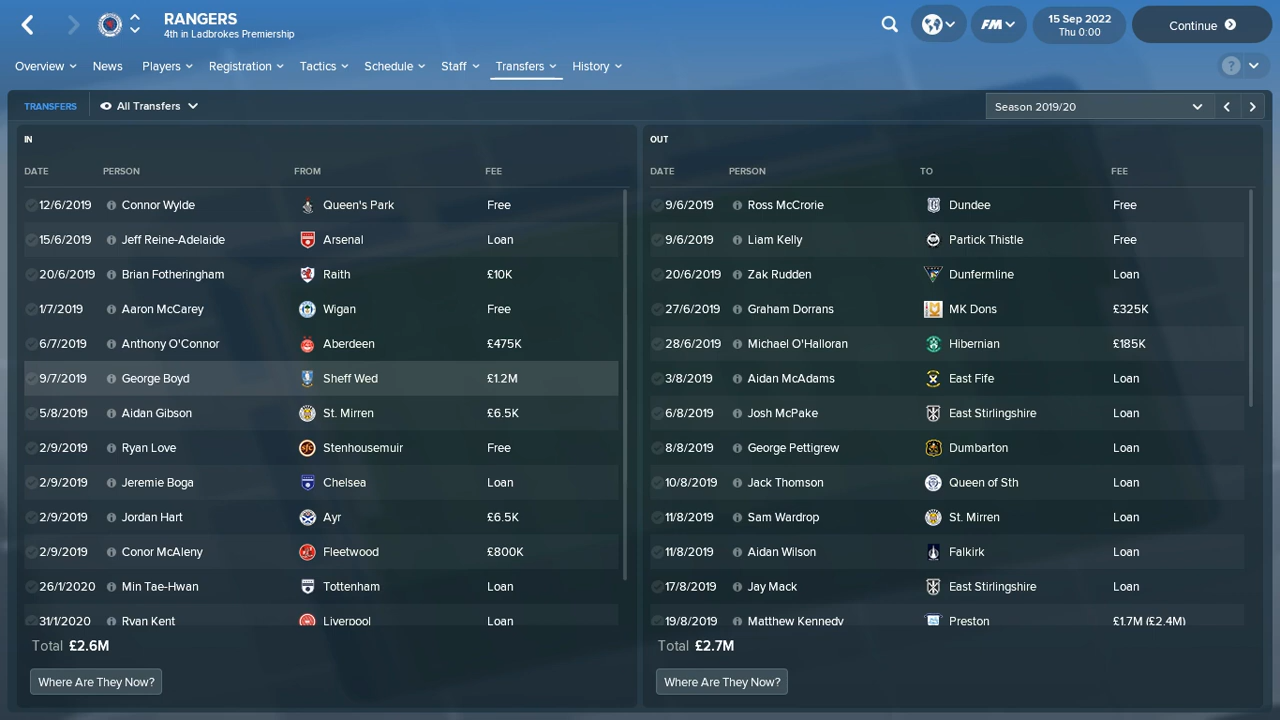 RANGERS
4th in Ladbrokes Premiership
FM
15 Sep 2022
Thu 0:00
Continue
Overview News Players Registration Tactics Schedule Staff Transfers History
?
TRANSFERS All Transfers Season 2019/20
IN
DATE PERSON FROM FEE
12/6/2019 Connor Wylde Queen's Park Free
15/6/2019 Jeff Reine-Adelaide Arsenal Loan
20/6/2019 Brian Fotheringham Raith £10K
1/7/2019 Aaron McCarey Wigan Free
6/7/2019 Anthony O'Connor Aberdeen £475K
9/7/2019 George Boyd Sheff Wed £1.2M
5/8/2019 Aidan Gibson St. Mirren £6.5K
2/9/2019 Ryan Love Stenhousemuir Free
2/9/2019 Jeremie Boga Chelsea Loan
2/9/2019 Jordan Hart Ayr £6.5K
2/9/2019 Conor McAleny Fleetwood £800K
26/1/2020 Min Tae-Hwan Tottenham Loan
31/1/2020 Ryan Kent Liverpool Loan
Total £2.6M
Where Are They Now?
OUT
DATE PERSON TO FEE
9/6/2019 Ross McCrorie Dundee Free
9/6/2019 Liam Kelly Partick Thistle Free
20/6/2019 Zak Rudden Dunfermline Loan
27/6/2019 Graham Dorrans MK Dons £325K
28/6/2019 Michael O'Halloran Hibernian £185K
3/8/2019 Aidan McAdams East Fife Loan
6/8/2019 Josh McPake East Stirlingshire Loan
8/8/2019 George Pettigrew Dumbarton Loan
10/8/2019 Jack Thomson Queen of Sth Loan
11/8/2019 Sam Wardrop St. Mirren Loan
11/8/2019 Aidan Wilson Falkirk Loan
17/8/2019 Jay Mack East Stirlingshire Loan
19/8/2019 Matthew Kennedy Preston £1.7M (£2.4M)
Total £2.7M
Where Are They Now?